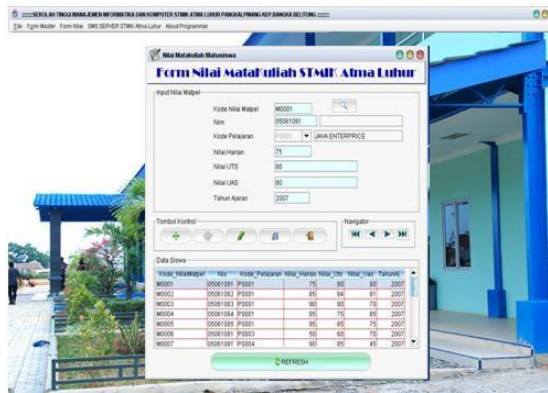 :::::SEKOLAH TINGGI MANAJEMEN INFORMATIKA DAN KOMPUTER STMIK ATMA LUHUR PANGKALPINANG KEP.BANGKA BELITUNG :::::
File Form Master Form Nilai SMS SERVER STMIK Atma Luhur About Programmer
Nilai Matakuliah Mahasiswa
Form Nilai MataKuliah STMIK Atma Luhur
Input Nilai Matpel
Kode Nilai Matpel M0001
Nim 05061081
Kode Pelajaran P0001 JAVA ENTERPRICE
Nilai Harian 75
Nilai UTS 80
Nilai UAS 80
Tahun Ajaran 2007
Tombol Kontrol Navigator
Data Siswa
Kode_NilaiMatpel Nis Kode_Pelajaran Nilai_Harian Nilai_Uts Nilai_Uas TahunAj
M0001 05061081 P0001 75 80 80 2007
M0002 05061082 P0001 85 84 81 2007
M0003 05061083 P0001 90 80 70 2007
M0004 05061084 P0001 95 75 65 2007
M0005 05061085 P0001 95 85 75 2007
M0006 05061081 P0003 50 60 70 2007
M0007 05061081 P0004 90 85 45 2007
REFRESH